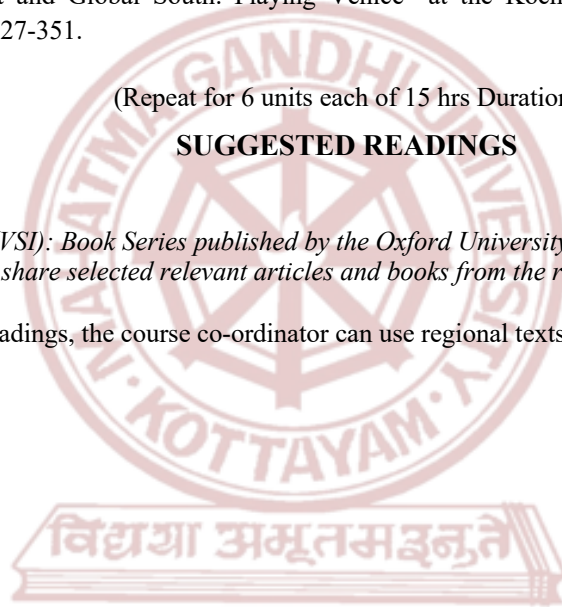 t and Global South: Playing Venice" at the Koch
27-351.
(Repeat for 6 units each of 15 hrs Duration
SUGGESTED READINGS
VSI): Book Series published by the Oxford University
share selected relevant articles and books from the r
adings, the course co-ordinator can use regional texts
MAHATMA GANDHI UNIVERSITY
KOTTAYAM
विद्यया अमृतमश्नुते